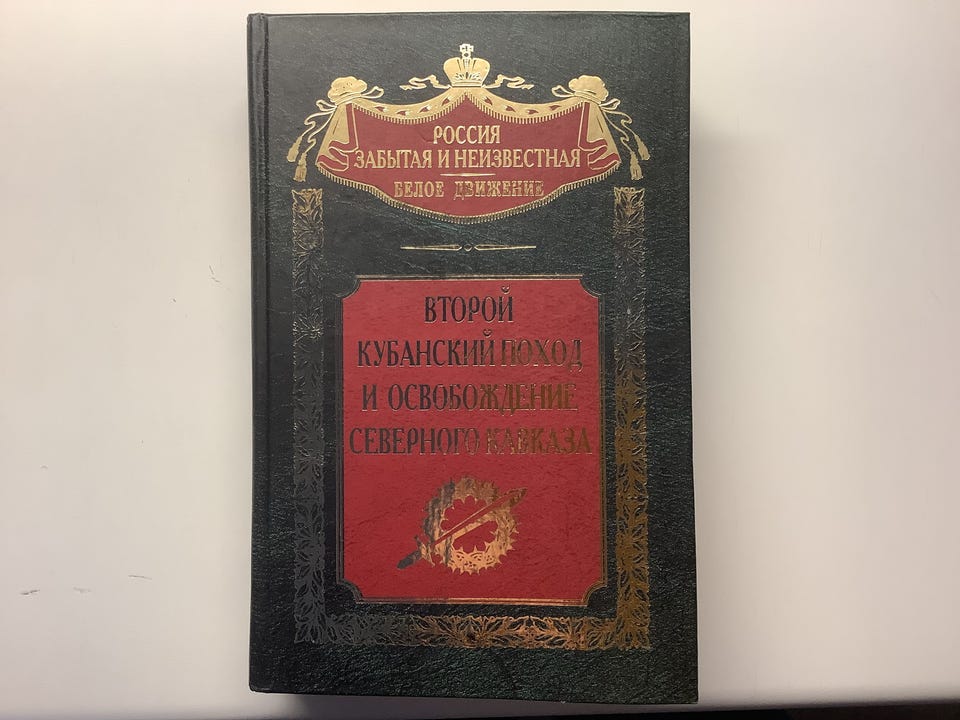 РОССИЯ
ЗАБЫТАЯ И НЕИЗВЕСТНАЯ
БЕЛОЕ ДВИЖЕНИЕ
ВТОРОЙ
КУБАНСКИЙ ПОХОД
И ОСВОБОЖДЕНИЕ
СЕВЕРНОГО КАВКАЗА